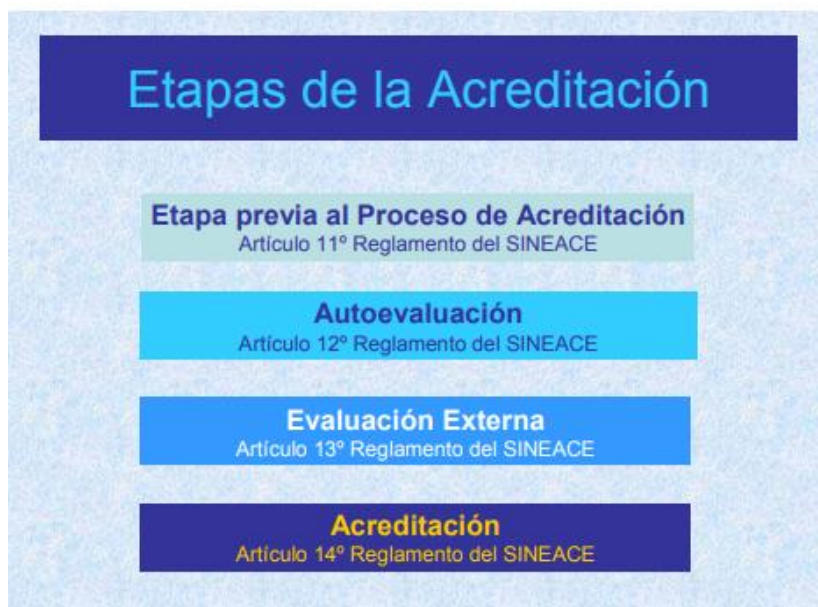 Etapas de la Acreditación
Etapa previa al Proceso de Acreditación
Artículo 11º Reglamento del SINEACE
Autoevaluación
Artículo 12º Reglamento del SINEACE
Evaluación Externa
Artículo 13º Reglamento del SINEACE
Acreditación
Artículo 14º Reglamento del SINEACE